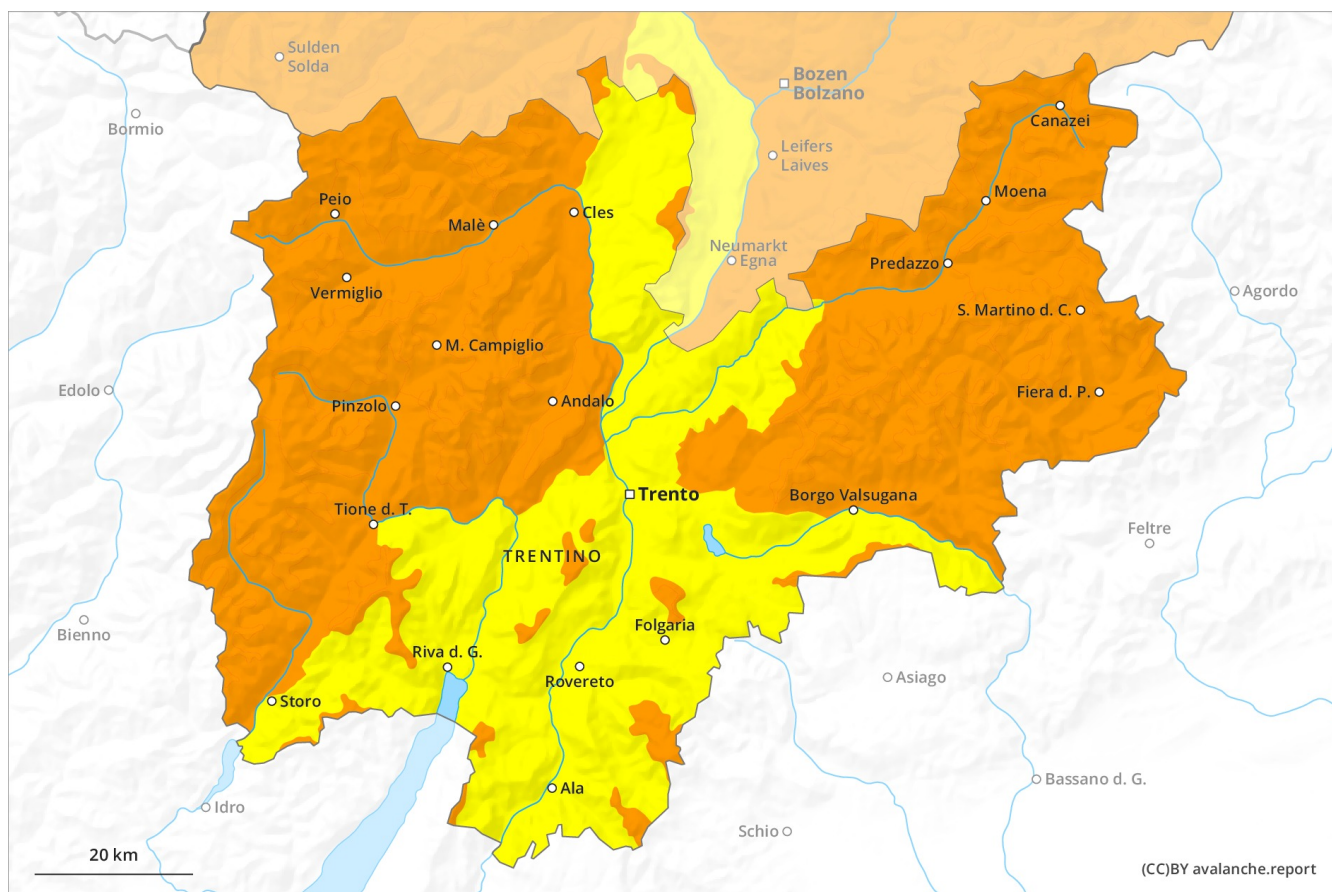 Sulden
Solda
Bozen
Bolzano
Bormio
Canazei
Leifers
Laives
Moena
Peio
Malè
Cles
Neumarkt
Egna
Predazzo
Vermiglio
Agordo
S. Martino d. C.
M. Campiglio
Edolo
Pinzolo
Andalo
Fiera d. P.
Trento
Borgo Valsugana
Tione d. T.
Feltre
TRENTINO
Bienno
Folgaria
Riva d. G.
Rovereto
Asiago
Storo
Ala
Bassano d. G.
Idro
Schio
20 km
(CC)BY avalanche.report